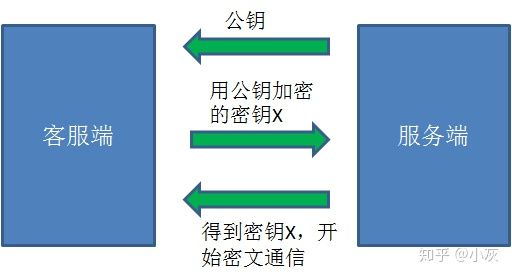 公钥
用公钥加密
的密钥x
客服端
服务端
得到密钥x，开
始密文通信
知乎 @小灰